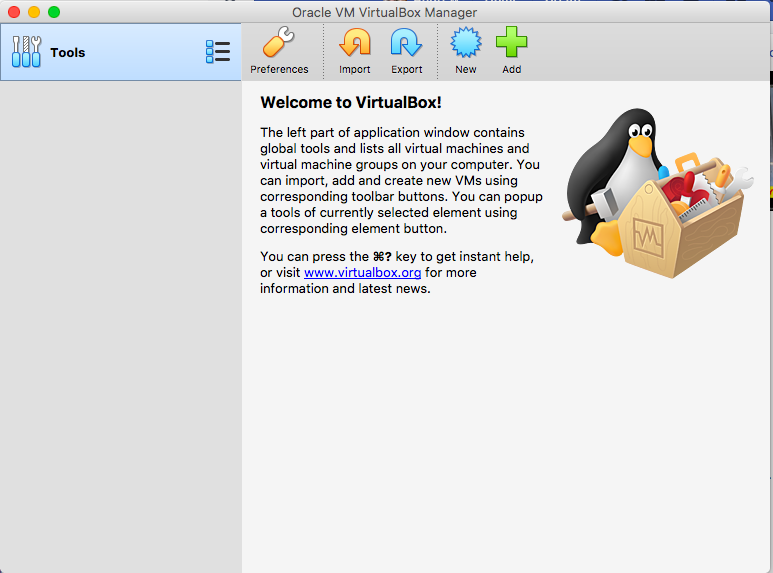 Oracle VM VirtualBox Manager
Tools
Preferences
Import
Export
New
Add
Welcome to VirtualBox!
The left part of application window contains
global tools and lists all virtual machines and
virtual machine groups on your computer. You
can import, add and create new VMs using
corresponding toolbar buttons. You can popup
a tools of currently selected element using
corresponding element button.
You can press the ⌘? key to get instant help,
or visit www.virtualbox.org for more
information and latest news.